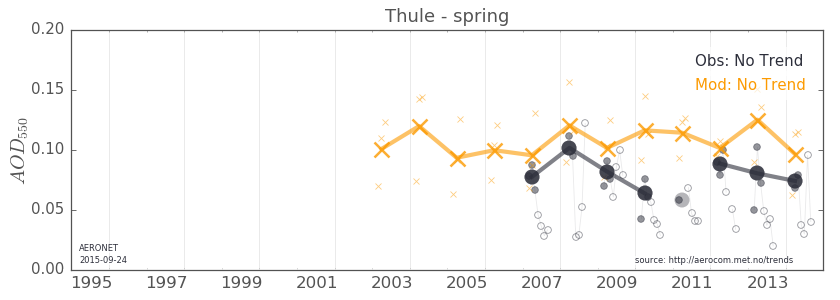 Thule - spring
0.20
0.15
0.10
0.05
0.00
AOD550
Obs: No Trend
Mod: No Trend
AERONET
2015-09-24
source: http://aerocom.met.no/trends
1995 1997 1999 2001 2003 2005 2007 2009 2011 2013